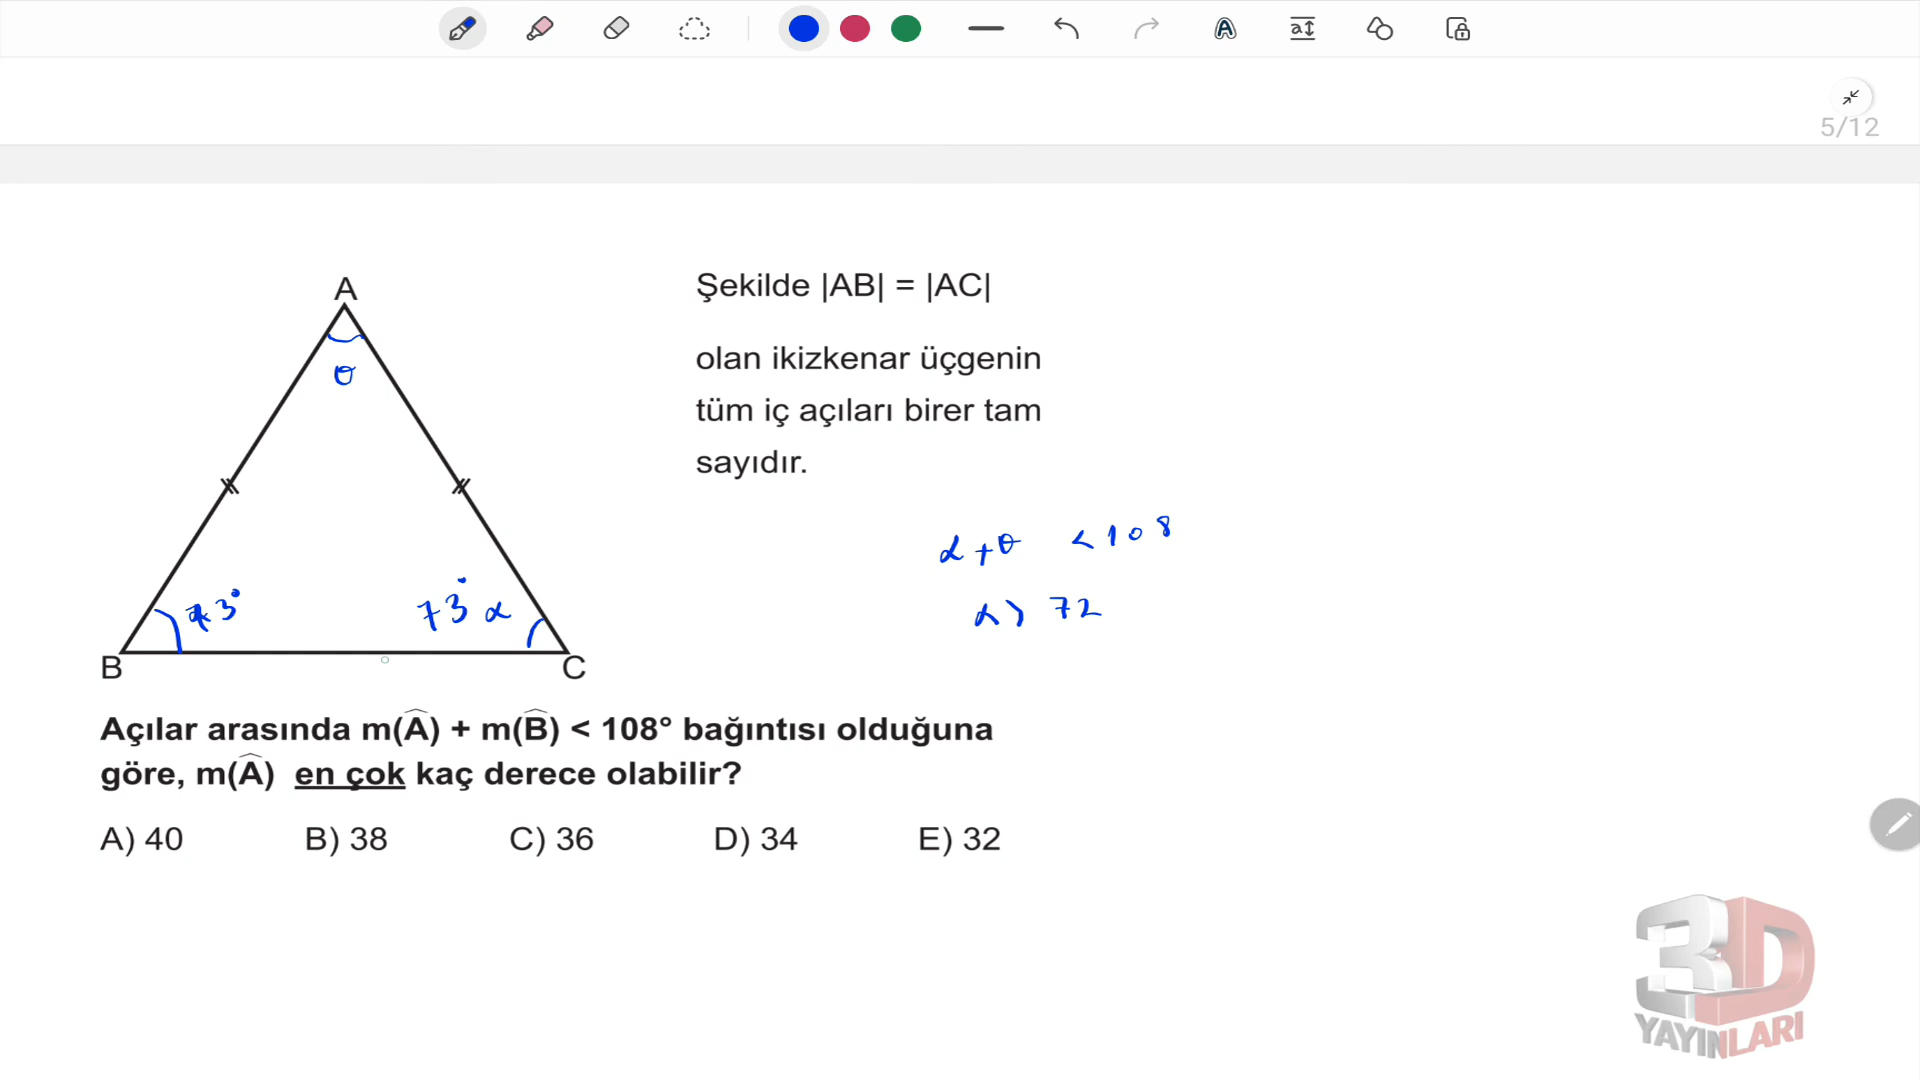 5/12
A
Şekilde |AB| = |AC|
θ
olan ikizkenar üçgenin
tüm iç açıları birer tam
sayıdır.
α + θ < 108
α > 72
73°
73° α
B
C
Açılar arasında m(Â) + m(B̂) < 108° bağıntısı olduğuna
göre, m(Â) en çok kaç derece olabilir?
A) 40 B) 38 C) 36 D) 34 E) 32
3D
YAYINLARI